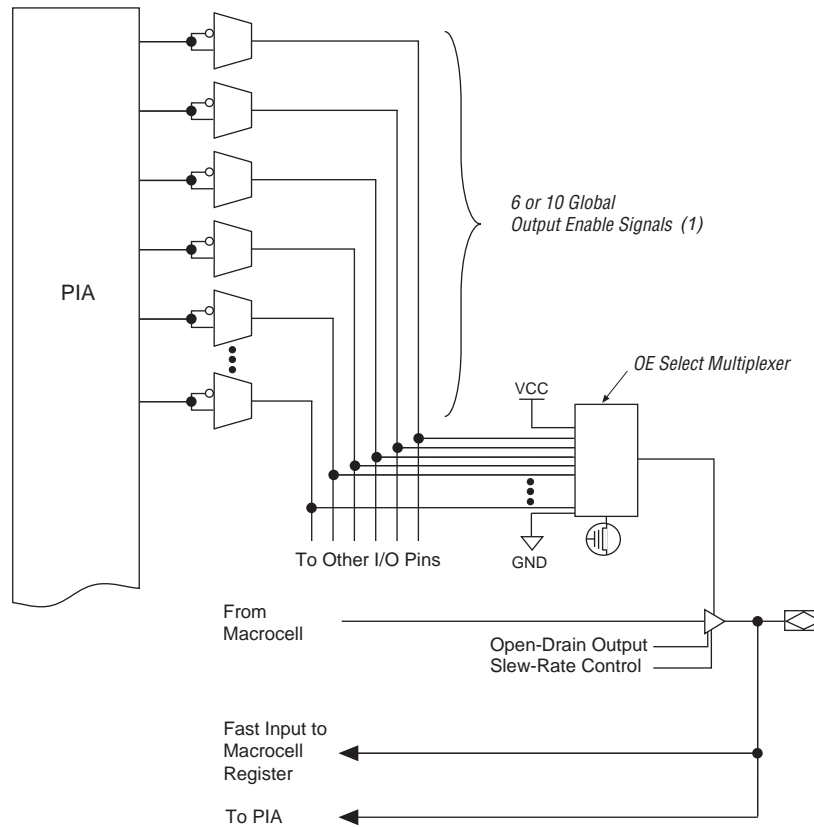 PIA
6 or 10 Global
Output Enable Signals (1)
OE Select Multiplexer
VCC
GND
To Other I/O Pins
From
Macrocell
Open-Drain Output
Slew-Rate Control
Fast Input to
Macrocell
Register
To PIA